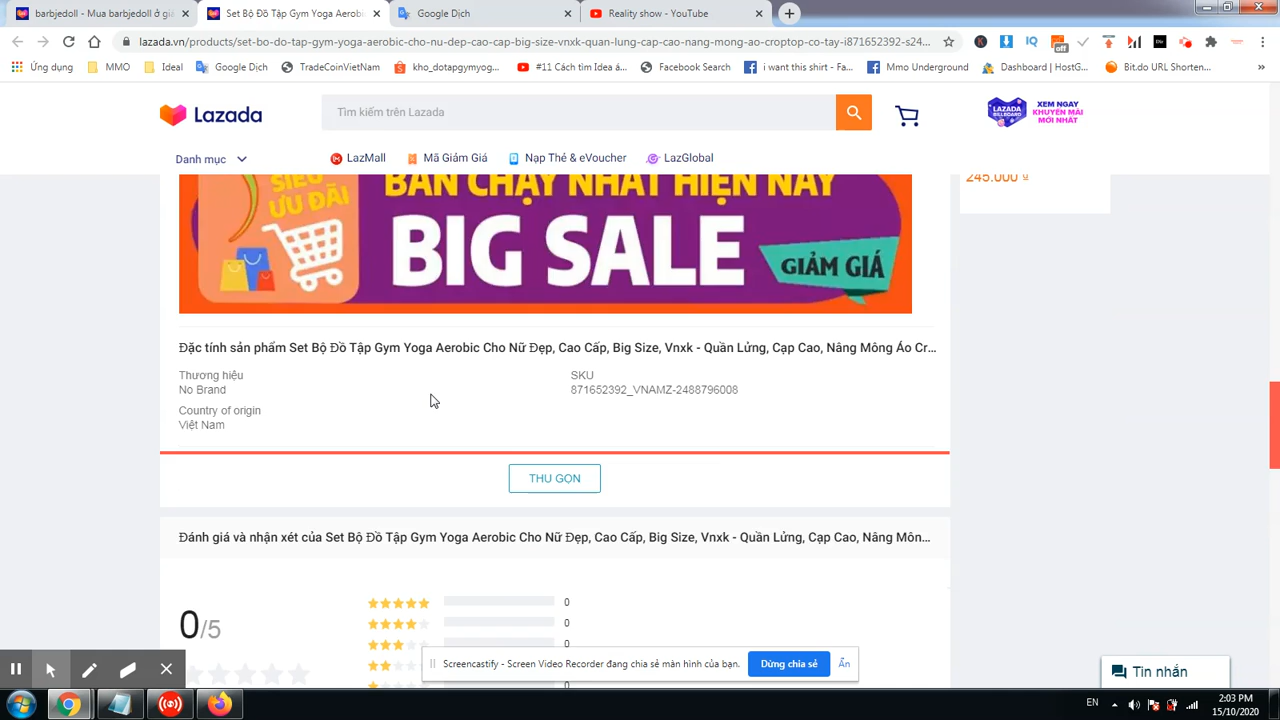 barbjedoll - Mua barbjedoll ở giá
Set Bộ Đồ Tập Gym Yoga Aerobi
Google Dịch
Reality show - YouTube
lazada.vn/products/set-bo-do-tap-gym-yoga-aerobic-cho-nu-dep-cao-cap-big-size-vnxk-quan-lung-cap-cao-nang-mong-ao-croptop-co-tay-i871652392-s24...
off
Ứng dụng
MMO
Ideal
Google Dịch
TradeCoinVietNam
kho_dotapgymyog...
#11 Cách tìm Idea &...
Facebook Search
i want this shirt - Fa...
Mmo Underground
Dashboard | HostG...
Bit.do URL Shorten...
»
Lazada
Tìm kiếm trên Lazada
LAZADA BILLBOARD
XEM NGAY
KHUYẾN MÃI
MỚI NHẤT
Danh mục
LazMall
Mã Giảm Giá
Nạp Thẻ & eVoucher
LazGlobal
245.000 ₫
SIÊU
ƯU ĐÃI
BÁN CHẠY NHẤT HIỆN NAY
BIG SALE
GIẢM GIÁ
Đặc tính sản phẩm Set Bộ Đồ Tập Gym Yoga Aerobic Cho Nữ Đẹp, Cao Cấp, Big Size, Vnxk - Quần Lửng, Cạp Cao, Nâng Mông Áo Cr...
Thương hiệu
No Brand
SKU
871652392_VNAMZ-2488796008
Country of origin
Việt Nam
THU GỌN
Đánh giá và nhận xét của Set Bộ Đồ Tập Gym Yoga Aerobic Cho Nữ Đẹp, Cao Cấp, Big Size, Vnxk - Quần Lửng, Cạp Cao, Nâng Môn...
0/5
0
0
0
Screencastify - Screen Video Recorder đang chia sẻ màn hình của bạn.
Dừng chia sẻ
Ẩn
Tin nhắn
EN
2:03 PM
15/10/2020